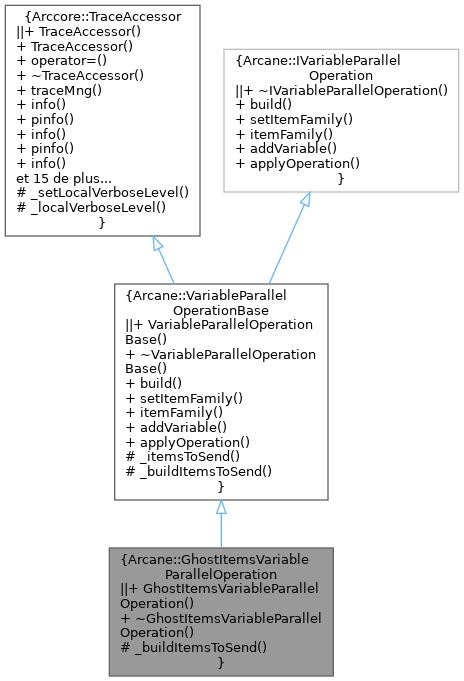 {Arccore::TraceAccessor
||+ TraceAccessor()
+ TraceAccessor()
+ operator=()
+ ~TraceAccessor()
+ traceMng()
+ info()
+ pinfo()
+ info()
+ pinfo()
+ info()
et 15 de plus...
# _setLocalVerboseLevel()
# _localVerboseLevel()
}
{Arcane::IVariableParallel
Operation
||+ ~IVariableParallelOperation()
+ build()
+ setItemFamily()
+ itemFamily()
+ addVariable()
+ applyOperation()
}
{Arcane::VariableParallel
OperationBase
||+ VariableParallelOperation
Base()
+ ~VariableParallelOperation
Base()
+ build()
+ setItemFamily()
+ itemFamily()
+ addVariable()
+ applyOperation()
# _itemsToSend()
# _buildItemsToSend()
}
{Arcane::GhostItemsVariable
ParallelOperation
||+ GhostItemsVariableParallel
Operation()
+ ~GhostItemsVariableParallel
Operation()
# _buildItemsToSend()
}